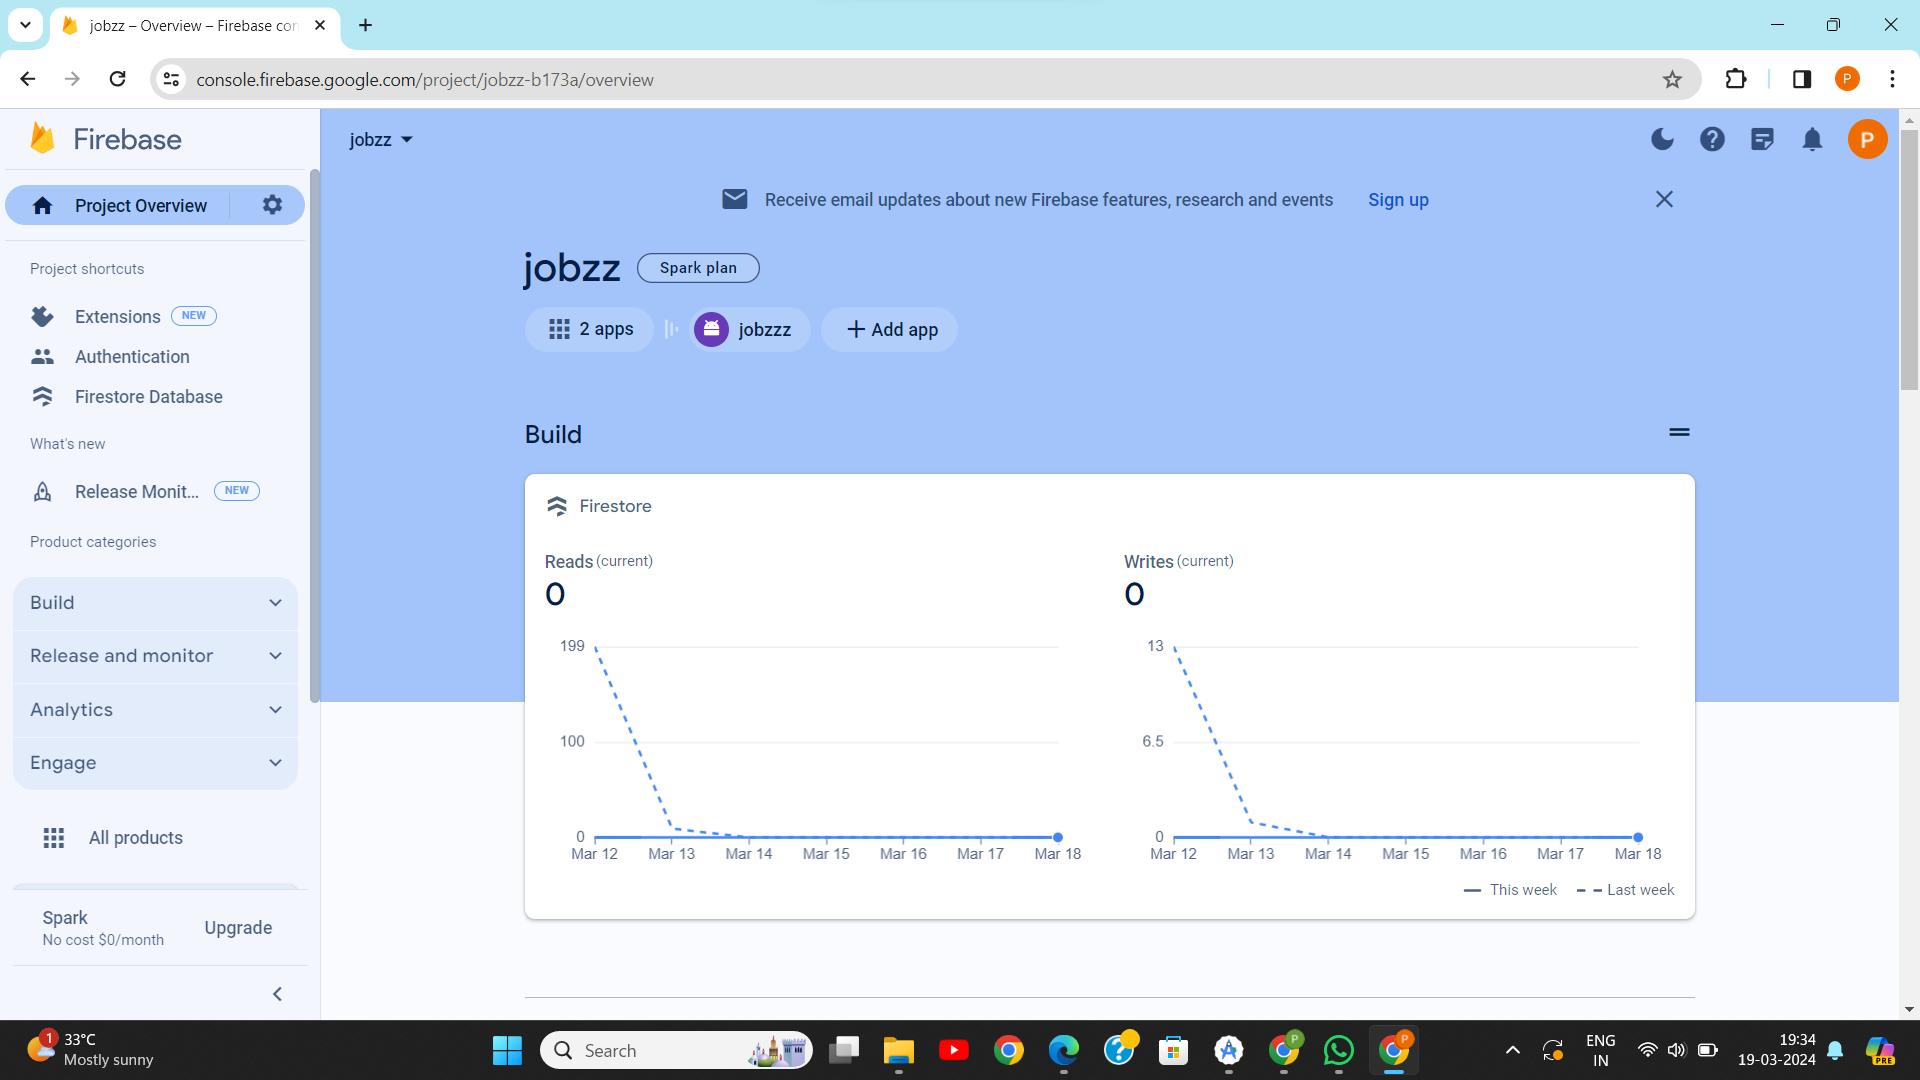 jobzz – Overview – Firebase con
console.firebase.google.com/project/jobzz-b173a/overview
P
Firebase
jobzz
P
Project Overview
Receive email updates about new Firebase features, research and events Sign up
Project shortcuts
jobzz Spark plan
Extensions NEW
2 apps jobzzz Add app
Authentication
Firestore Database
What's new
Build
Release Monit... NEW
Firestore
Product categories
Reads (current)
0
Writes (current)
0
Build
Release and monitor
Analytics
Engage
199
100
0
Mar 12 Mar 13 Mar 14 Mar 15 Mar 16 Mar 17 Mar 18
13
6.5
0
Mar 12 Mar 13 Mar 14 Mar 15 Mar 16 Mar 17 Mar 18
This week Last week
All products
Spark
No cost $0/month
Upgrade
1
33°C
Mostly sunny
Search
P
P
ENG
IN
19:34
19-03-2024
PRE